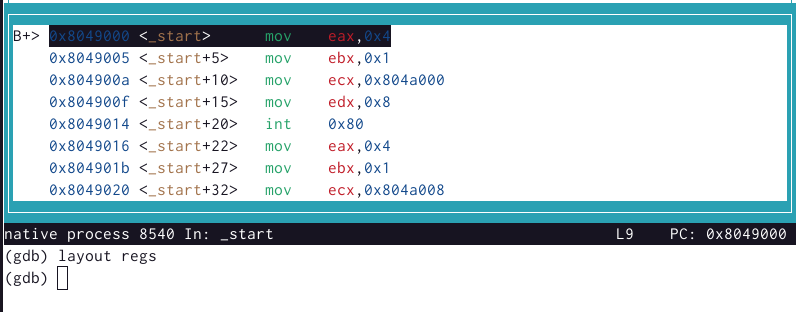 B+> 0x8049000 <_start>      mov    eax,0x4
    0x8049005 <_start+5>    mov    ebx,0x1
    0x804900a <_start+10>   mov    ecx,0x804a000
    0x804900f <_start+15>   mov    edx,0x8
    0x8049014 <_start+20>   int    0x80
    0x8049016 <_start+22>   mov    eax,0x4
    0x804901b <_start+27>   mov    ebx,0x1
    0x8049020 <_start+32>   mov    ecx,0x804a008
native process 8540 In: _start                                      L9    PC: 0x8049000
(gdb) layout regs
(gdb)